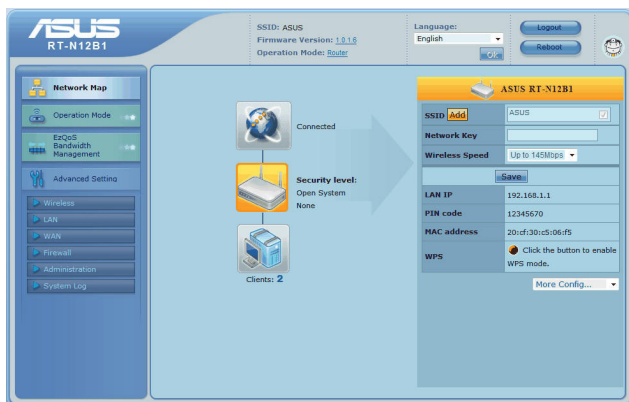 ASUS
RT-N12B1
SSID: ASUS
Firmware Version: 1.0.1.6
Operation Mode: Router
Language:
English
OK
Logout
Reboot
Network Map
Operation Mode
EzQoS
Bandwidth
Management
Advanced Setting
Wireless
LAN
WAN
Firewall
Administration
System Log
Connected
Security level:
Open System
None
Clients: 2
ASUS RT-N12B1
SSID Add ASUS
Network Key
Wireless Speed Up to 145Mbps
Save
LAN IP 192.168.1.1
PIN code 12345670
MAC address 20:cf:30:c5:06:f5
WPS Click the button to enable
WPS mode.
More Config...